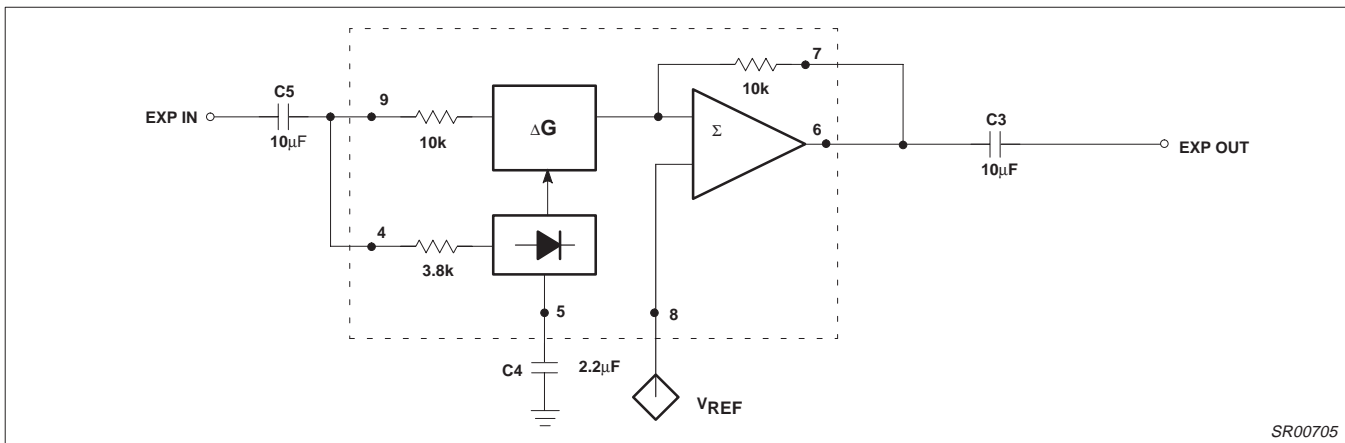 7
C5
9
10k
C3
EXP IN
ΔG
Σ
6
10μF
10k
EXP OUT
10μF
4
3.8k
5
8
C4
2.2μF
VREF
SR00705